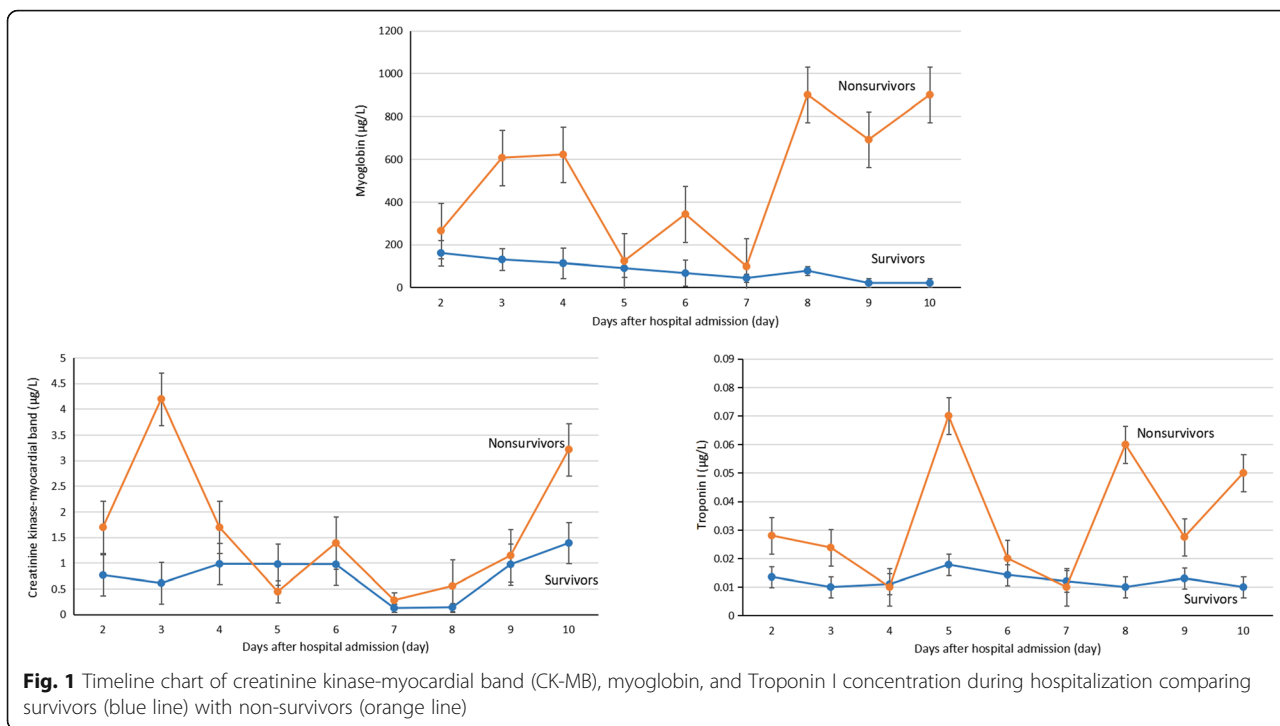 1200
1000
800
600
400
200
0
Myoglobin (µg/L)
Nonsurvivors
Survivors
2 3 4 5 6 7 8 9 10
Days after hospital admission (day)
5
4.5
4
3.5
3
2.5
2
1.5
1
0.5
0
Creatinine kinase-myocardial band (µg/L)
Nonsurvivors
Survivors
2 3 4 5 6 7 8 9 10
Days after hospital admission (day)
0.09
0.08
0.07
0.06
0.05
0.04
0.03
0.02
0.01
0
Troponin I (µg/L)
Nonsurvivors
Survivors
2 3 4 5 6 7 8 9 10
Days after hospital admission (day)
Fig. 1 Timeline chart of creatinine kinase-myocardial band (CK-MB), myoglobin, and Troponin I concentration during hospitalization comparing
survivors (blue line) with non-survivors (orange line)